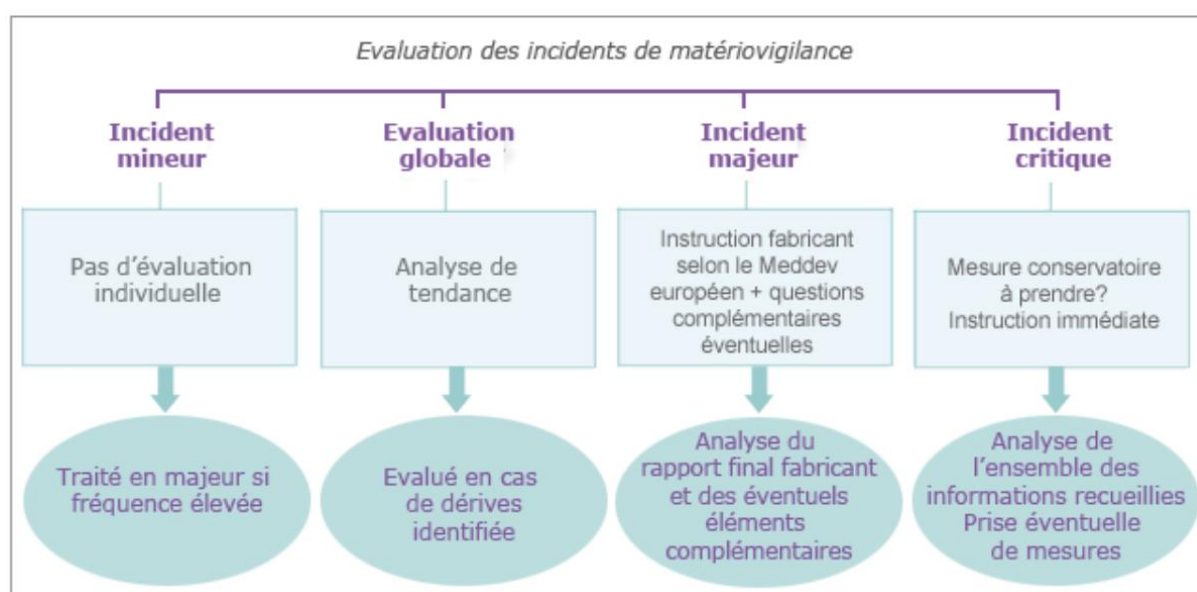 Evaluation des incidents de matériovigilance
Incident
mineur
Evaluation
globale
Incident
majeur
Incident
critique
Pas d’évaluation
individuelle
Analyse de
tendance
Instruction fabricant
selon le Meddev
européen + questions
complémentaires
éventuelles
Mesure conservatoire
à prendre?
Instruction immédiate
Traité en majeur si
fréquence élevée
Evalué en cas
de dérives
identifiée
Analyse du
rapport final fabricant
et des éventuels
éléments
complémentaires
Analyse de
l’ensemble des
informations recueillies
Prise éventuelle
de mesures